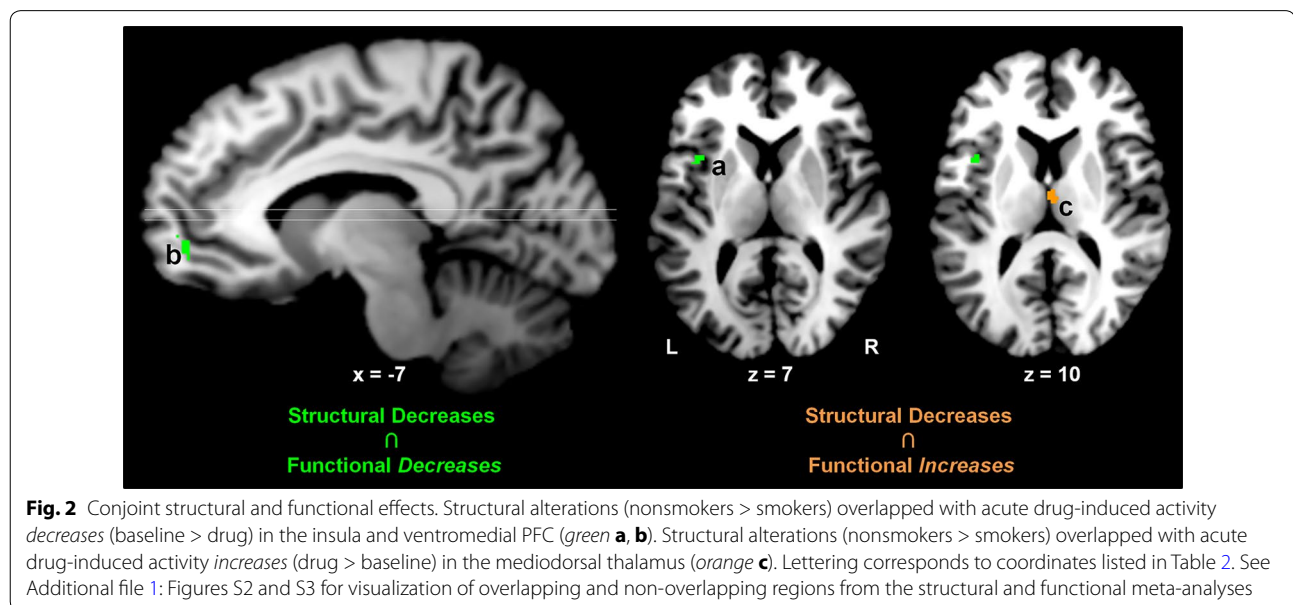 b
a
c
L
R
x = -7
z = 7
z = 10
Structural Decreases
∩
Functional Decreases
Structural Decreases
∩
Functional Increases
Fig. 2 Conjoint structural and functional effects. Structural alterations (nonsmokers > smokers) overlapped with acute drug-induced activity
decreases (baseline > drug) in the insula and ventromedial PFC (green a, b). Structural alterations (nonsmokers > smokers) overlapped with acute
drug-induced activity increases (drug > baseline) in the mediodorsal thalamus (orange c). Lettering corresponds to coordinates listed in Table 2. See
Additional file 1: Figures S2 and S3 for visualization of overlapping and non-overlapping regions from the structural and functional meta-analyses